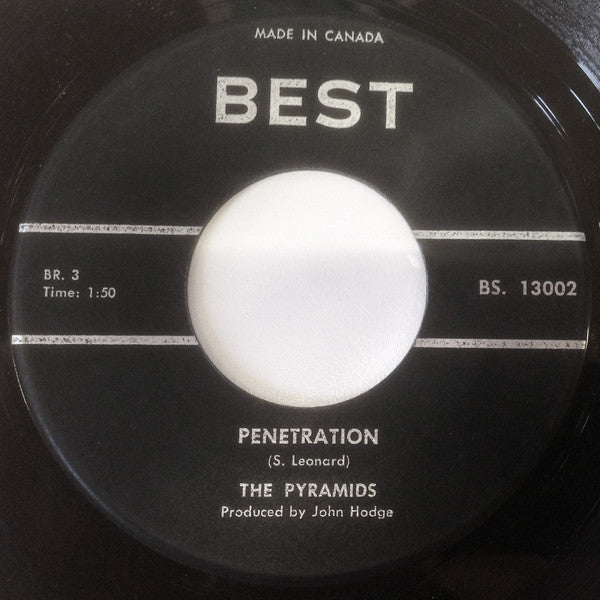 MADE IN CANADA
BEST
BR. 3
Time: 1:50
BS. 13002
PENETRATION
(S. Leonard)
THE PYRAMIDS
Produced by John Hodge